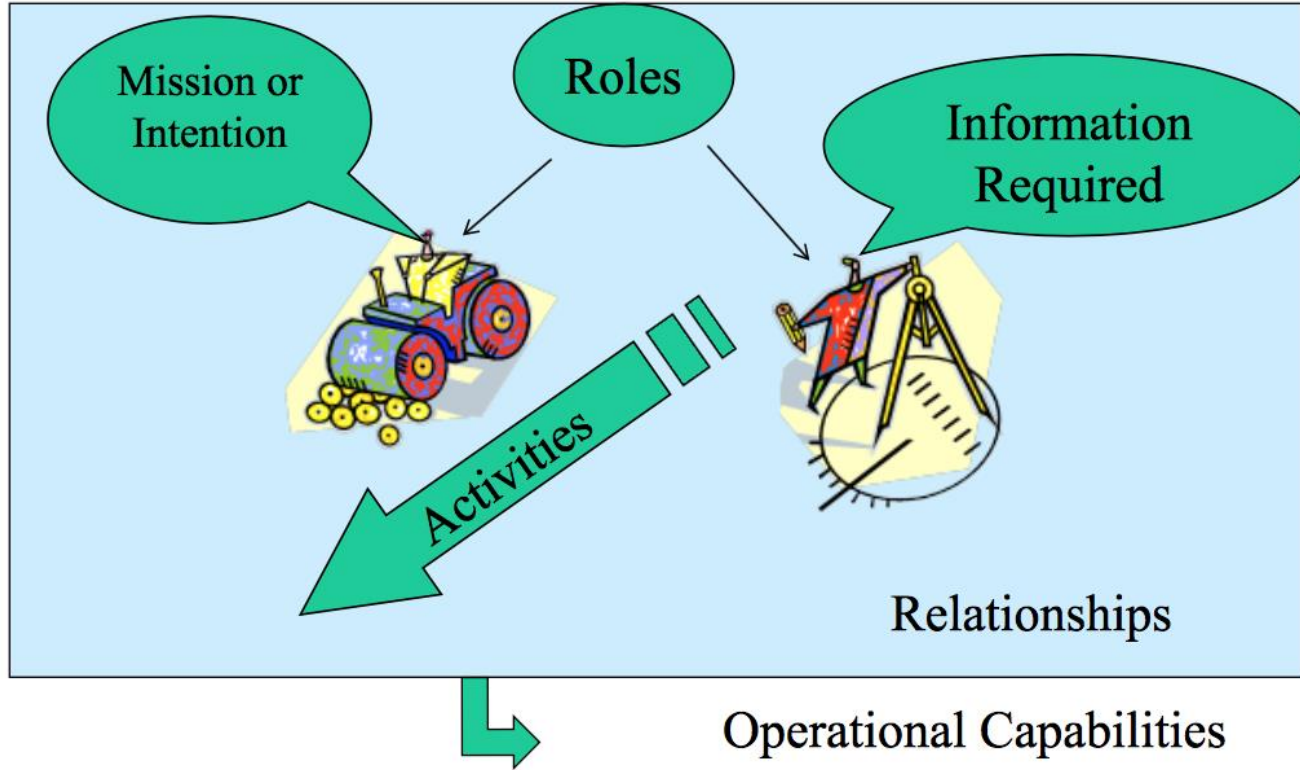 Mission or
Intention
Roles
Information
Required
Activities
Relationships
Operational Capabilities